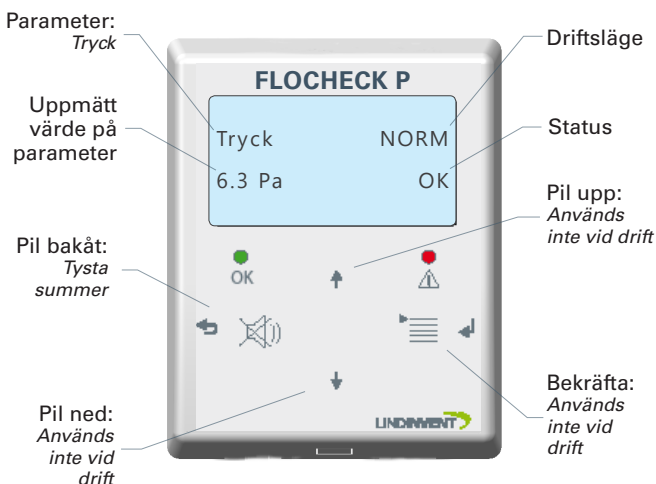 Parameter:
Tryck
Uppmätt
värde på
parameter
Pil bakåt:
Tysta
summer
Pil ned:
Används
inte vid
drift
FLOCHECK P
Tryck NORM
6.3 Pa OK
OK
LINDINVENT
Driftsläge
Status
Pil upp:
Används
inte vid drift
Bekräfta:
Används
inte vid
drift